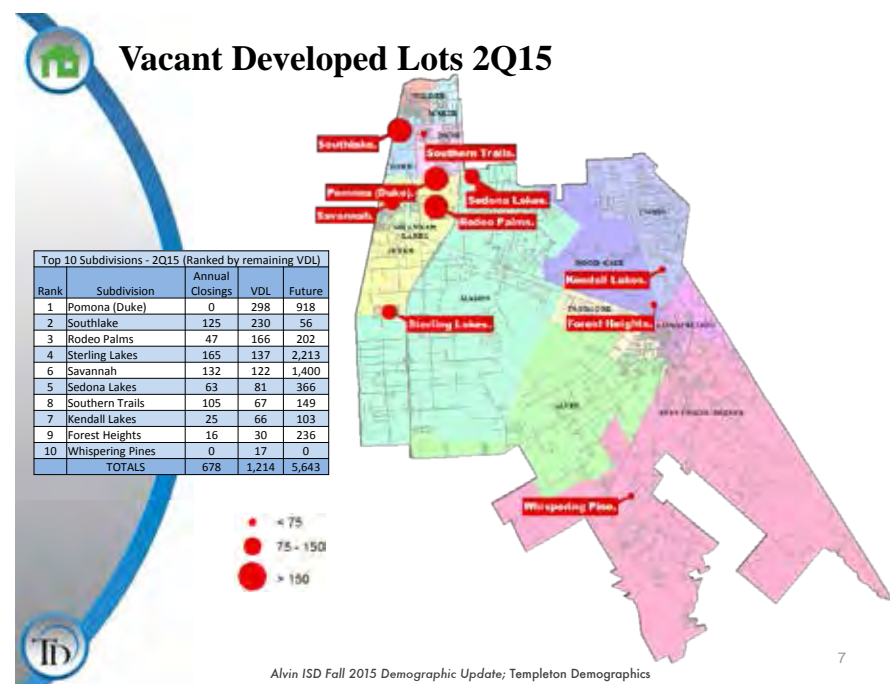 Vacant Developed Lots 2Q15
Southlake.
Southern Trails.
Pomona (Duke).
Sedona Lakes.
Savannah.
Rodeo Palms.
Kendall Lakes.
Sterling Lakes.
Forest Heights.
Whispering Pine.
ALVIN
Top 10 Subdivisions - 2Q15 (Ranked by remaining VDL)
Rank Subdivision Annual Closings VDL Future
1 Pomona (Duke) 0 298 918
2 Southlake 125 230 56
3 Rodeo Palms 47 166 202
4 Sterling Lakes 165 137 2,213
6 Savannah 132 122 1,400
5 Sedona Lakes 63 81 366
8 Southern Trails 105 67 149
7 Kendall Lakes 25 66 103
9 Forest Heights 16 30 236
10 Whispering Pines 0 17 0
TOTALS 678 1,214 5,643
< 75
75 - 150
> 150
TD
Alvin ISD Fall 2015 Demographic Update; Templeton Demographics
7